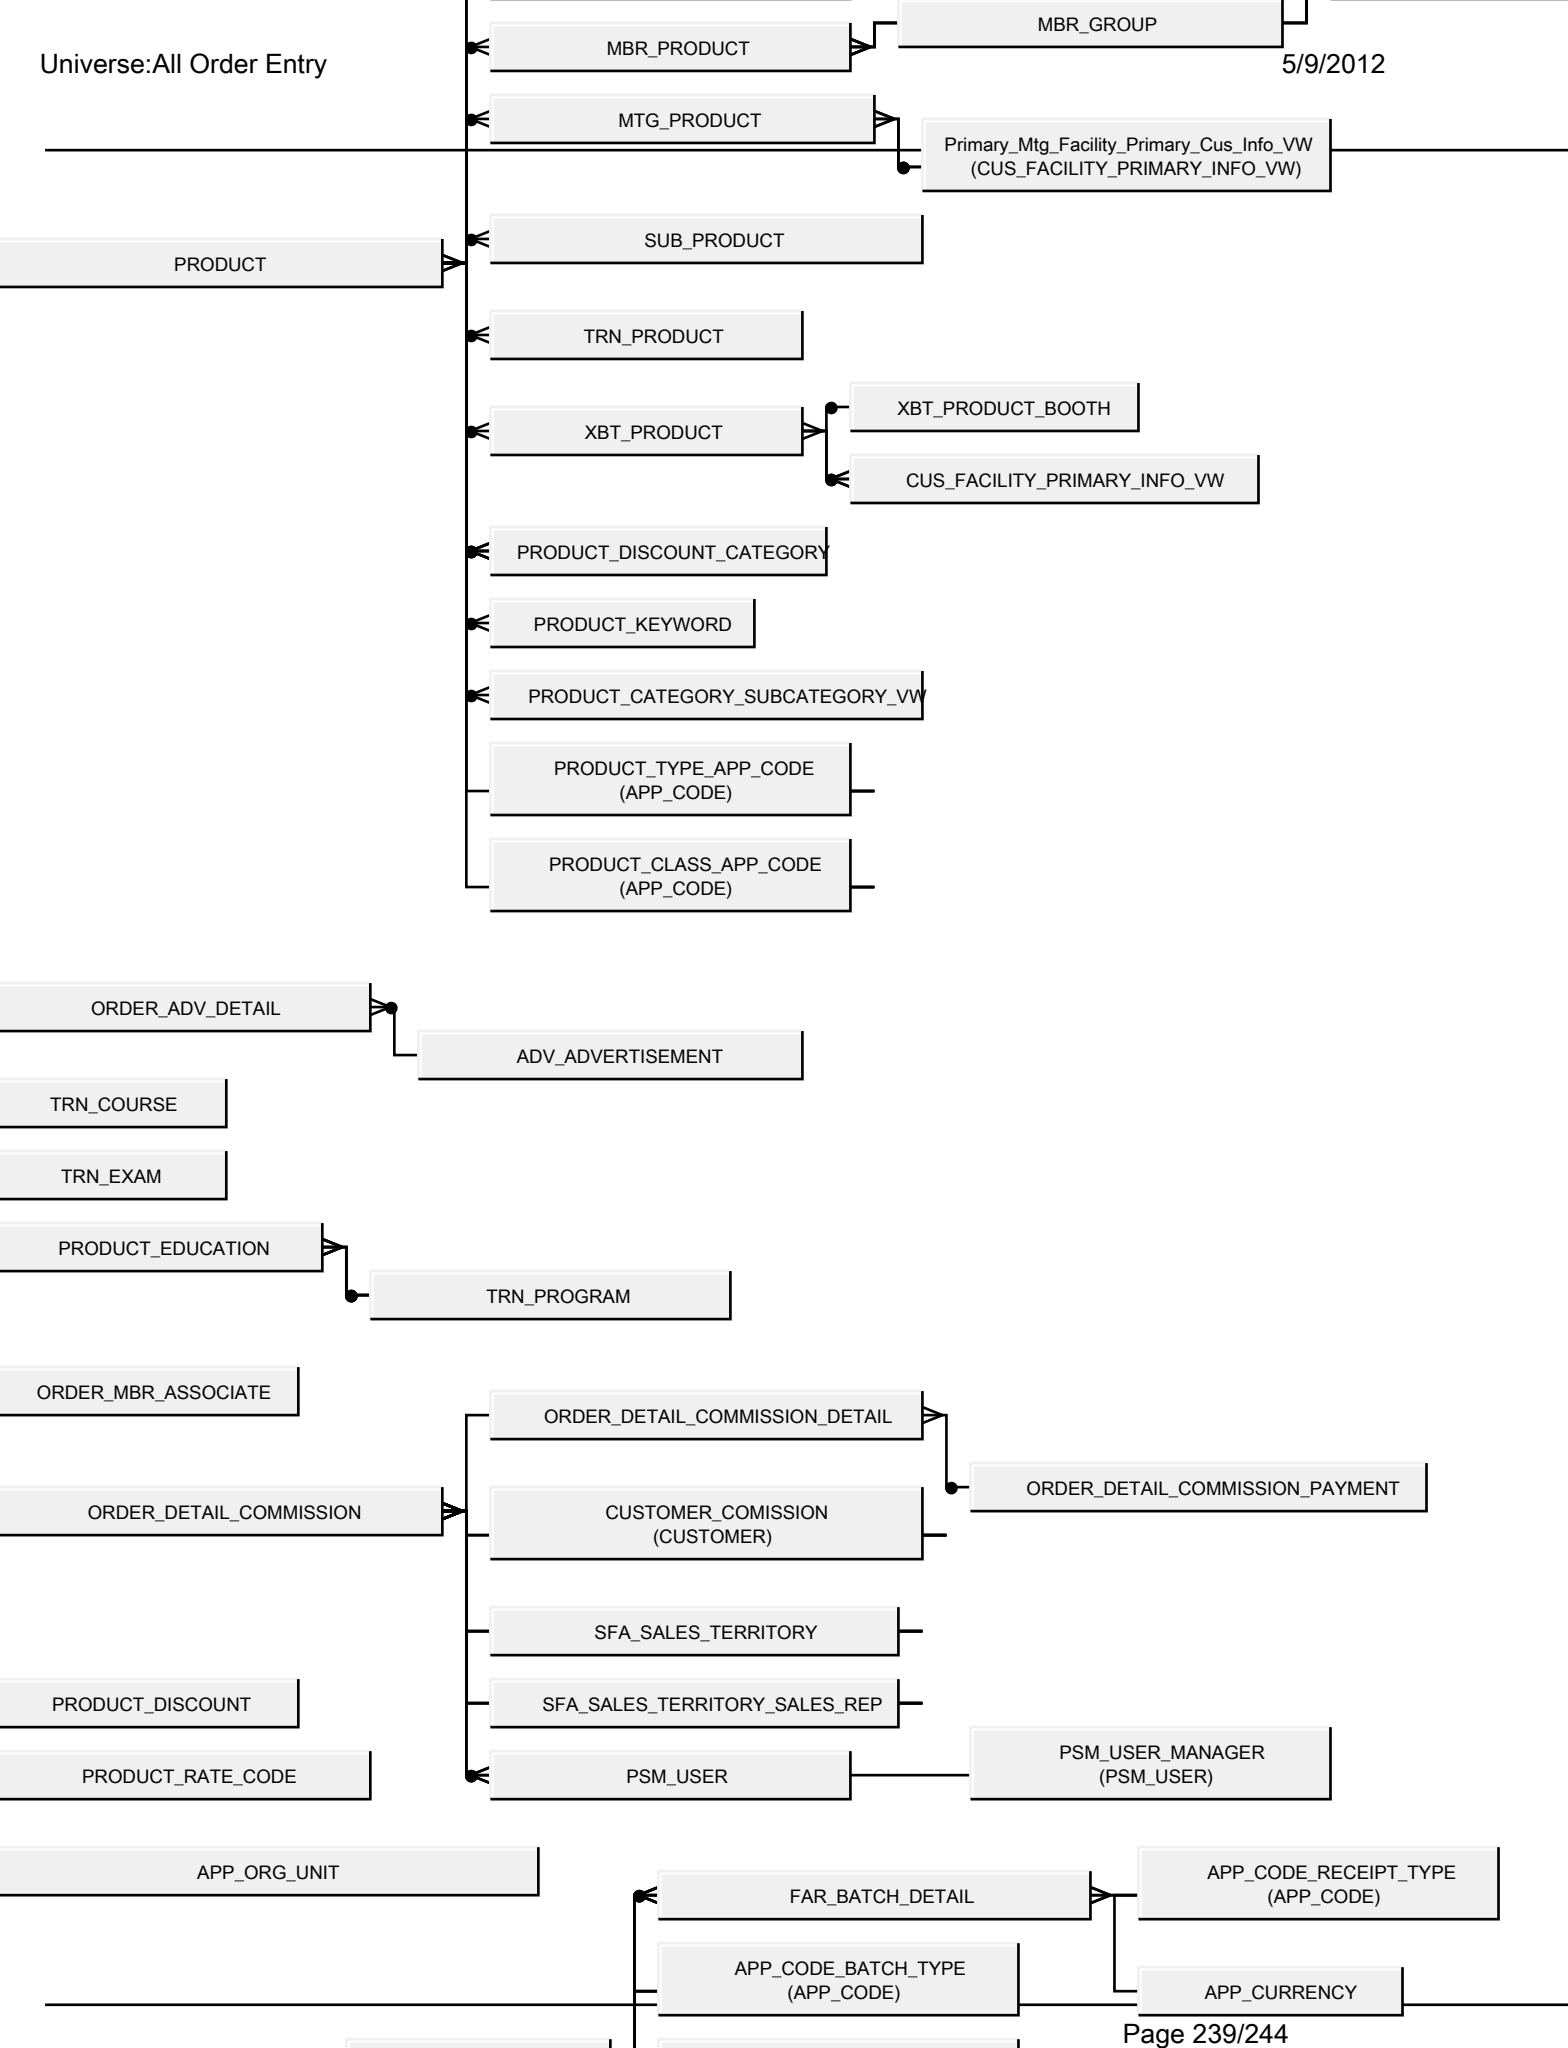 MBR_GROUP
MBR_PRODUCT
Universe:All Order Entry
5/9/2012
MTG_PRODUCT
Primary_Mtg_Facility_Primary_Cus_Info_VW
(CUS_FACILITY_PRIMARY_INFO_VW)
SUB_PRODUCT
PRODUCT
TRN_PRODUCT
XBT_PRODUCT_BOOTH
XBT_PRODUCT
CUS_FACILITY_PRIMARY_INFO_VW
PRODUCT_DISCOUNT_CATEGORY
PRODUCT_KEYWORD
PRODUCT_CATEGORY_SUBCATEGORY_VW
PRODUCT_TYPE_APP_CODE
(APP_CODE)
PRODUCT_CLASS_APP_CODE
(APP_CODE)
ORDER_ADV_DETAIL
ADV_ADVERTISEMENT
TRN_COURSE
TRN_EXAM
PRODUCT_EDUCATION
TRN_PROGRAM
ORDER_MBR_ASSOCIATE
ORDER_DETAIL_COMMISSION_DETAIL
ORDER_DETAIL_COMMISSION_PAYMENT
ORDER_DETAIL_COMMISSION
CUSTOMER_COMISSION
(CUSTOMER)
SFA_SALES_TERRITORY
PRODUCT_DISCOUNT
SFA_SALES_TERRITORY_SALES_REP
PSM_USER_MANAGER
(PSM_USER)
PRODUCT_RATE_CODE
PSM_USER
APP_ORG_UNIT
APP_CODE_RECEIPT_TYPE
(APP_CODE)
FAR_BATCH_DETAIL
APP_CODE_BATCH_TYPE
(APP_CODE)
APP_CURRENCY
Page 239/244